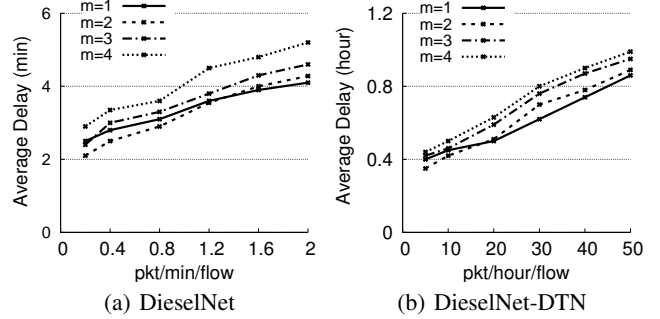 m=1
m=2
m=3
m=4
6
4
2
0
Average Delay (min)
0 0.4 0.8 1.2 1.6 2
pkt/min/flow
(a) DieselNet
m=1
m=2
m=3
m=4
1.2
0.8
0.4
0
Average Delay (hour)
0 10 20 30 40 50
pkt/hour/flow
(b) DieselNet-DTN